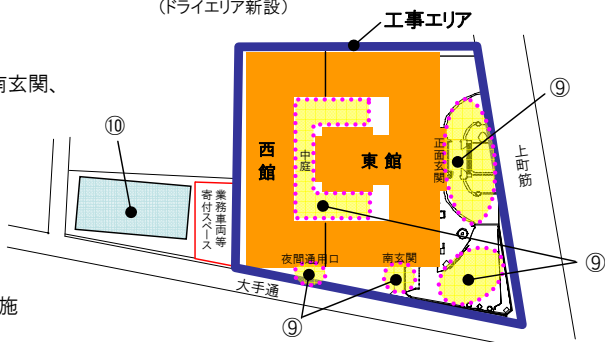 (ドライエリア新設)
工事エリア
南玄関、
⑩
⑨
西館
中庭
東館
正面玄関
上町筋
業務車両等
寄付スペース
夜間通用口
南玄関
⑨
大手通
施
⑨